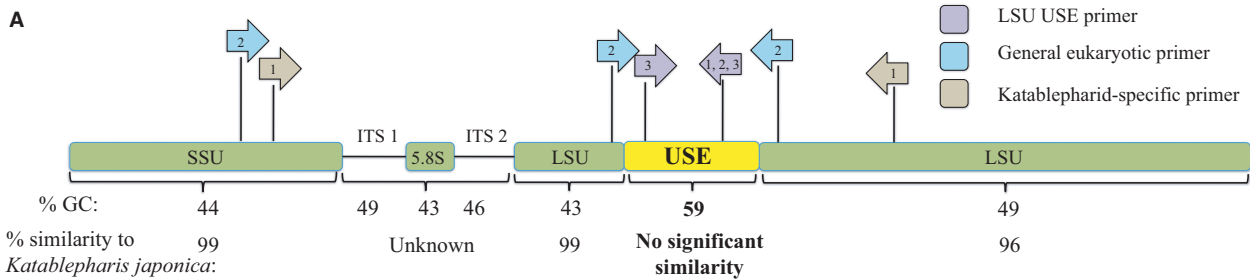 A
LSU USE primer
General eukaryotic primer
Katablepharid-specific primer
2
1
2
3
1, 2, 3
2
1
ITS 1
ITS 2
SSU
5.8S
LSU
USE
LSU
% GC:
44
49
43
46
43
59
49
% similarity to
Katablepharis japonica:
99
Unknown
99
No significant
similarity
96